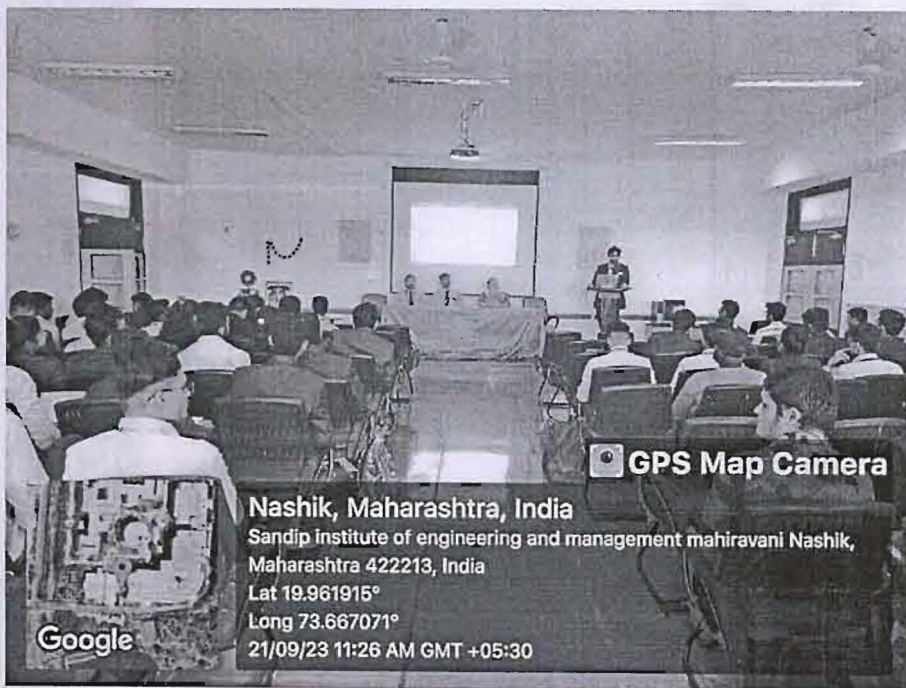 GPS Map Camera
Nashik, Maharashtra, India
Sandip institute of engineering and management mahiravani Nashik,
Maharashtra 422213, India
Lat 19.961915°
Long 73.667071°
21/09/23 11:26 AM GMT +05:30
Google